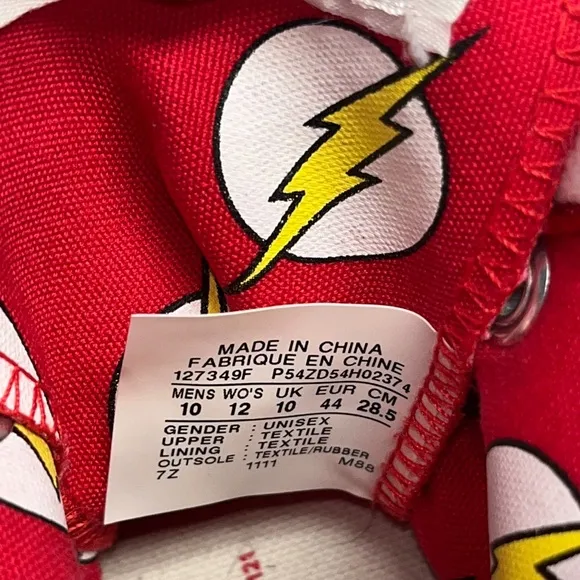 MADE IN CHINA
FABRIQUE EN CHINE
127349F P54ZD54H02374
MENS WO'S UK EUR CM
10 12 10 44 28.5
GENDER : UNISEX
UPPER : TEXTILE
LINING : TEXTILE
OUTSOLE : TEXTILE/RUBBER
7Z 1111 M88
121